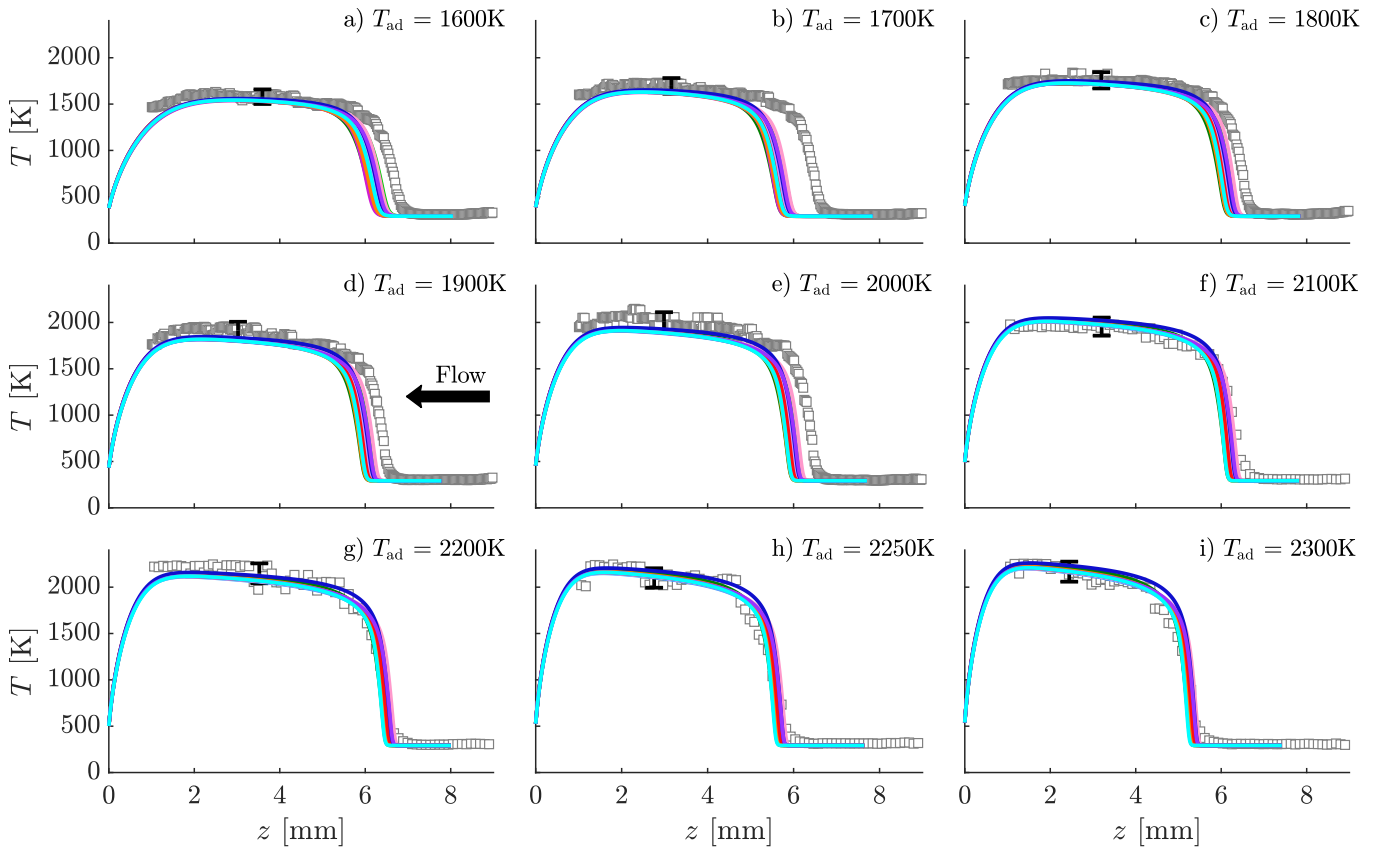 a) T_ad = 1600K
b) T_ad = 1700K
c) T_ad = 1800K
T [K]
2000
1500
1000
500
0
d) T_ad = 1900K
e) T_ad = 2000K
f) T_ad = 2100K
T [K]
2000
1500
1000
500
0
Flow
g) T_ad = 2200K
h) T_ad = 2250K
i) T_ad = 2300K
T [K]
2000
1500
1000
500
0
0 2 4 6 8
0 2 4 6 8
0 2 4 6 8
z [mm]
z [mm]
z [mm]